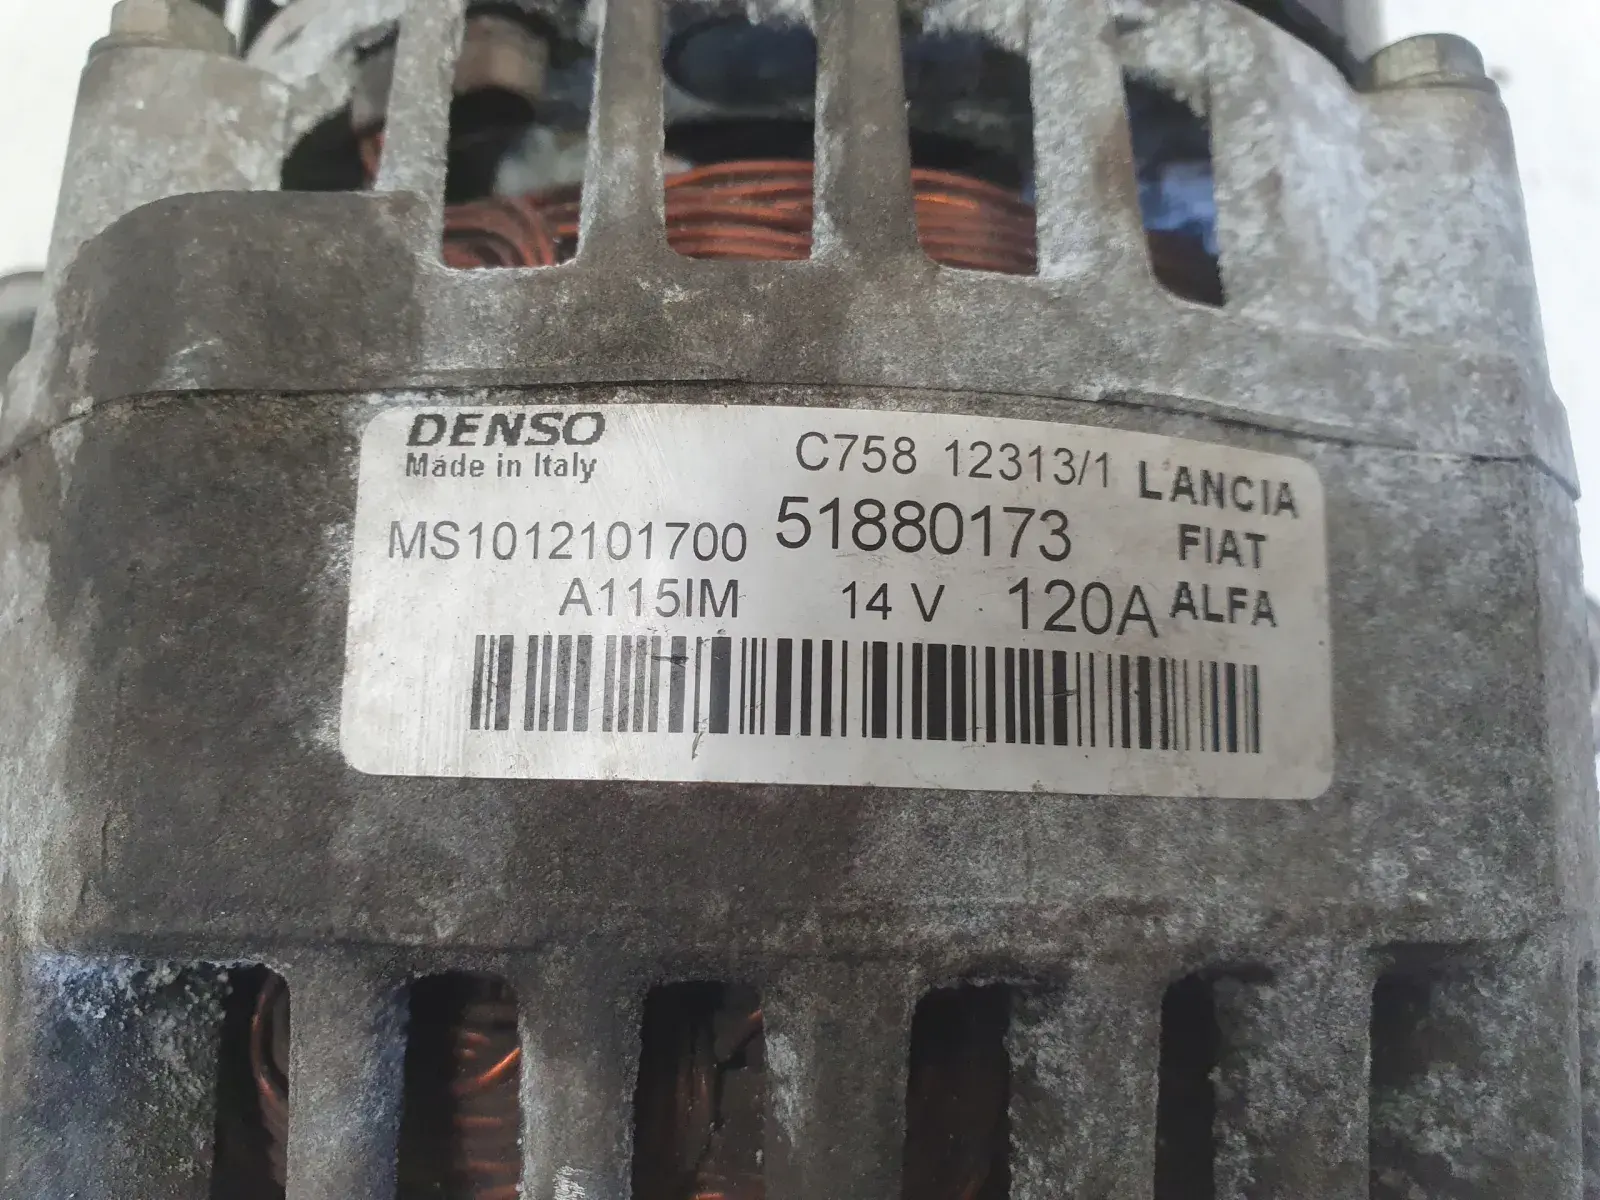 DENSO
Made in Italy
C758 12313/1
LANCIA
MS1012101700
51880173
FIAT
A115IM
14 V
120A
ALFA